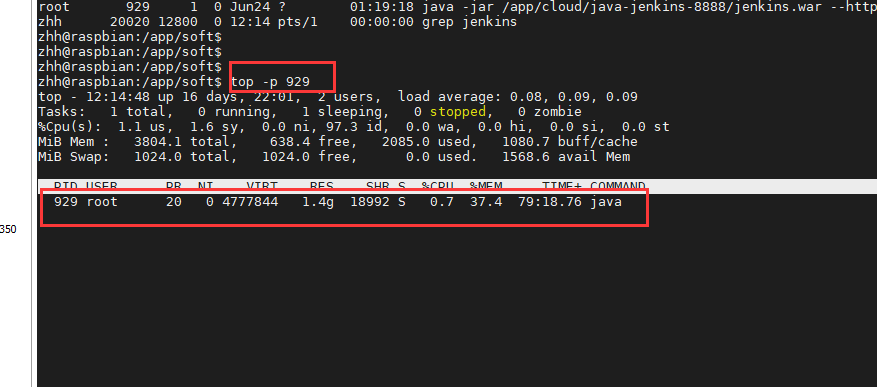 root       929     1  0 Jun24 ?        01:19:18 java -jar /app/cloud/java-jenkins-8888/jenkins.war --http
zhh      20020 12800  0 12:14 pts/1    00:00:00 grep jenkins
zhh@raspbian:/app/soft$
zhh@raspbian:/app/soft$
zhh@raspbian:/app/soft$
zhh@raspbian:/app/soft$ top -p 929
top - 12:14:48 up 16 days, 22:01,  2 users,  load average: 0.08, 0.09, 0.09
Tasks:   1 total,   0 running,   1 sleeping,   0 stopped,   0 zombie
%Cpu(s):  1.1 us,  1.6 sy,  0.0 ni, 97.3 id,  0.0 wa,  0.0 hi,  0.0 si,  0.0 st
MiB Mem :   3804.1 total,    638.4 free,   2085.0 used,   1080.7 buff/cache
MiB Swap:   1024.0 total,   1024.0 free,      0.0 used.   1568.6 avail Mem
PID USER      PR  NI    VIRT    RES    SHR S  %CPU  %MEM     TIME+ COMMAND
929 root      20   0 4777844   1.4g  18992 S   0.7  37.4  79:18.76 java
350